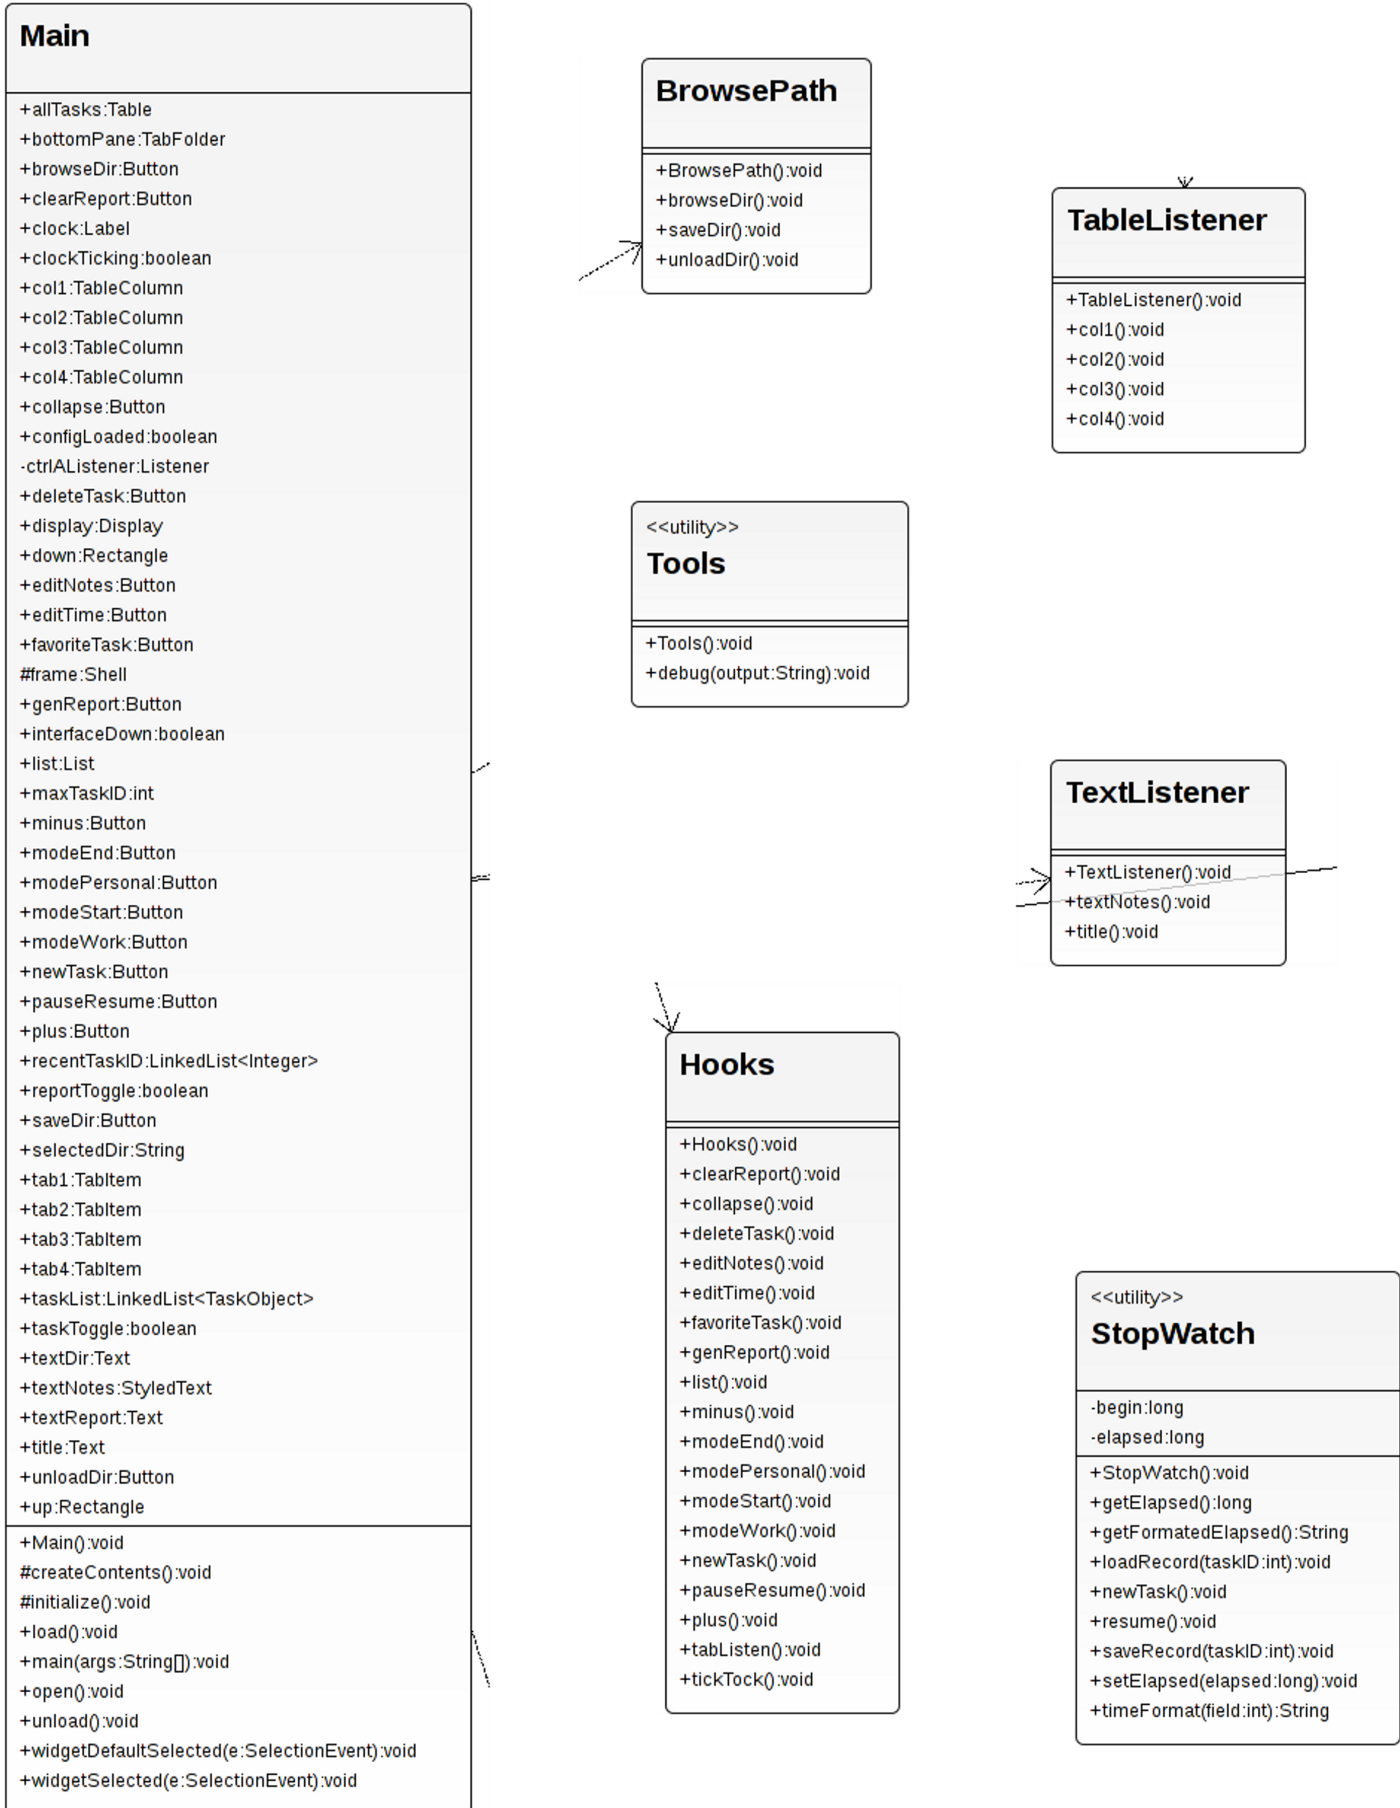 Main
+allTasks:Table
+bottomPane:TabFolder
+browseDir:Button
+clearReport:Button
+clock:Label
+clockTicking:boolean
+col1:TableColumn
+col2:TableColumn
+col3:TableColumn
+col4:TableColumn
+collapse:Button
+configLoaded:boolean
-ctrlAListener:Listener
+deleteTask:Button
+display:Display
+down:Rectangle
+editNotes:Button
+editTime:Button
+favoriteTask:Button
#frame:Shell
+genReport:Button
+interfaceDown:boolean
+list:List
+maxTaskID:int
+minus:Button
+modeEnd:Button
+modePersonal:Button
+modeStart:Button
+modeWork:Button
+newTask:Button
+pauseResume:Button
+plus:Button
+recentTaskID:LinkedList<Integer>
+reportToggle:boolean
+saveDir:Button
+selectedDir:String
+tab1:TabItem
+tab2:TabItem
+tab3:TabItem
+tab4:TabItem
+taskList:LinkedList<TaskObject>
+taskToggle:boolean
+textDir:Text
+textNotes:StyledText
+textReport:Text
+title:Text
+unloadDir:Button
+up:Rectangle
+Main():void
#createContents():void
#initialize():void
+load():void
+main(args:String[]):void
+open():void
+unload():void
+widgetDefaultSelected(e:SelectionEvent):void
+widgetSelected(e:SelectionEvent):void
BrowsePath
+BrowsePath():void
+browseDir():void
+saveDir():void
+unloadDir():void
TableListener
+TableListener():void
+col1():void
+col2():void
+col3():void
+col4():void
<<utility>>
Tools
+Tools():void
+debug(output:String):void
TextListener
+TextListener():void
+textNotes():void
+title():void
Hooks
+Hooks():void
+clearReport():void
+collapse():void
+deleteTask():void
+editNotes():void
+editTime():void
+favoriteTask():void
+genReport():void
+list():void
+minus():void
+modeEnd():void
+modePersonal():void
+modeStart():void
+modeWork():void
+newTask():void
+pauseResume():void
+plus():void
+tabListen():void
+tickTock():void
<<utility>>
StopWatch
-begin:long
-elapsed:long
+StopWatch():void
+getElapsed():long
+getFormatedElapsed():String
+loadRecord(taskID:int):void
+newTask():void
+resume():void
+saveRecord(taskID:int):void
+setElapsed(elapsed:long):void
+timeFormat(field:int):String